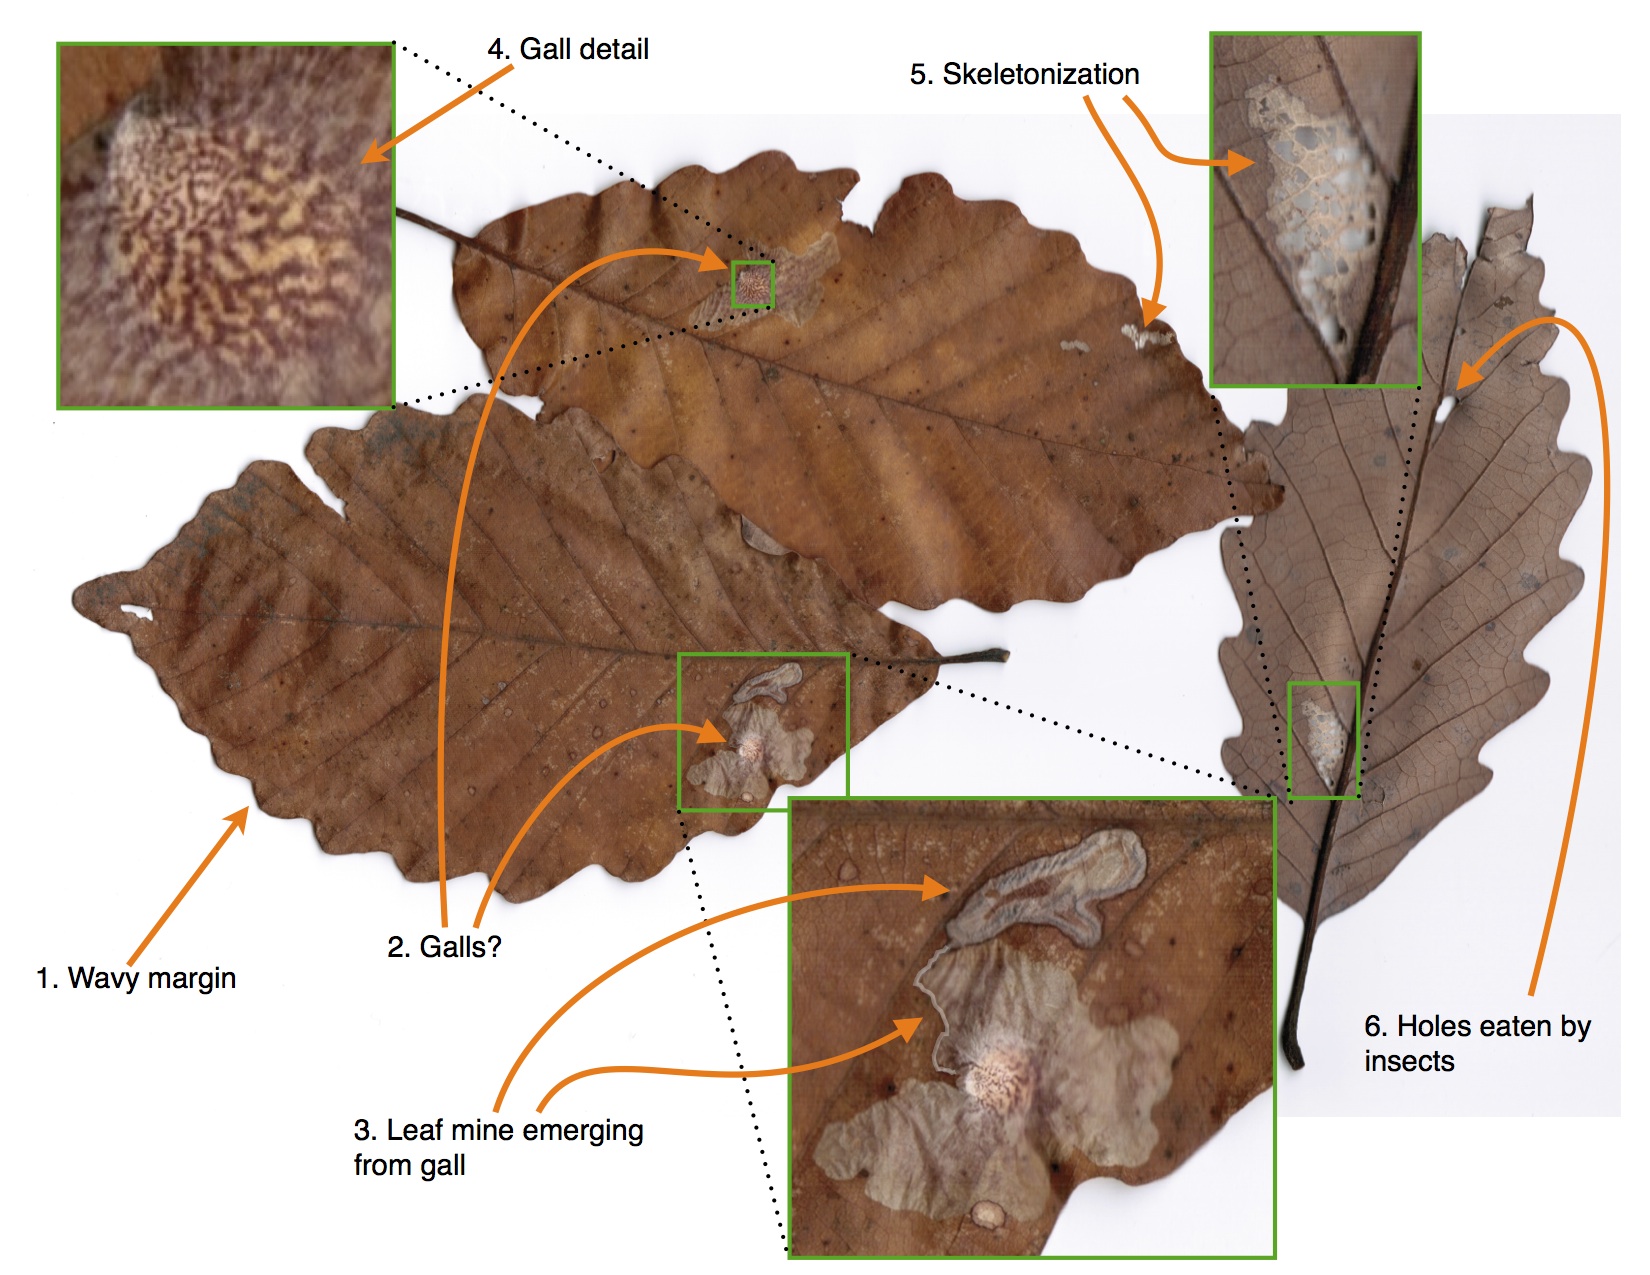 4. Gall detail
5. Skeletonization
2. Galls?
1. Wavy margin
6. Holes eaten by
insects
3. Leaf mine emerging
from gall